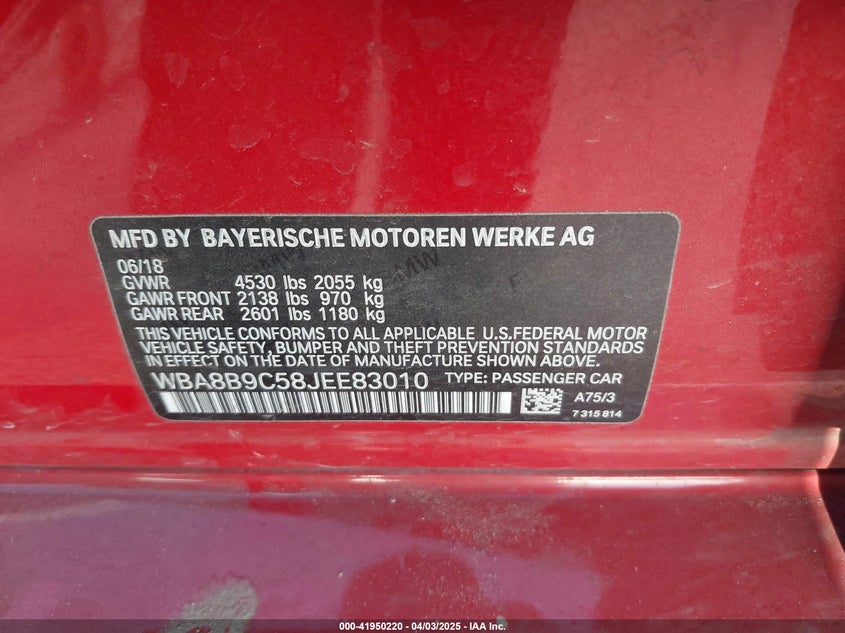 MFD BY BAYERISCHE MOTOREN WERKE AG
06/18
GVWR 4530 lbs 2055 kg
GAWR FRONT 2138 lbs 970 kg
GAWR REAR 2601 lbs 1180 kg
THIS VEHICLE CONFORMS TO ALL APPLICABLE U.S.FEDERAL MOTOR
VEHICLE SAFETY, BUMPER AND THEFT PREVENTION STANDARDS
IN EFFECT ON THE DATE OF MANUFACTURE SHOWN ABOVE.
WBA8B9C58JEE83010 TYPE: PASSENGER CAR
A75/3
7 315 814
000-41950220 - 04/03/2025 - IAA Inc.